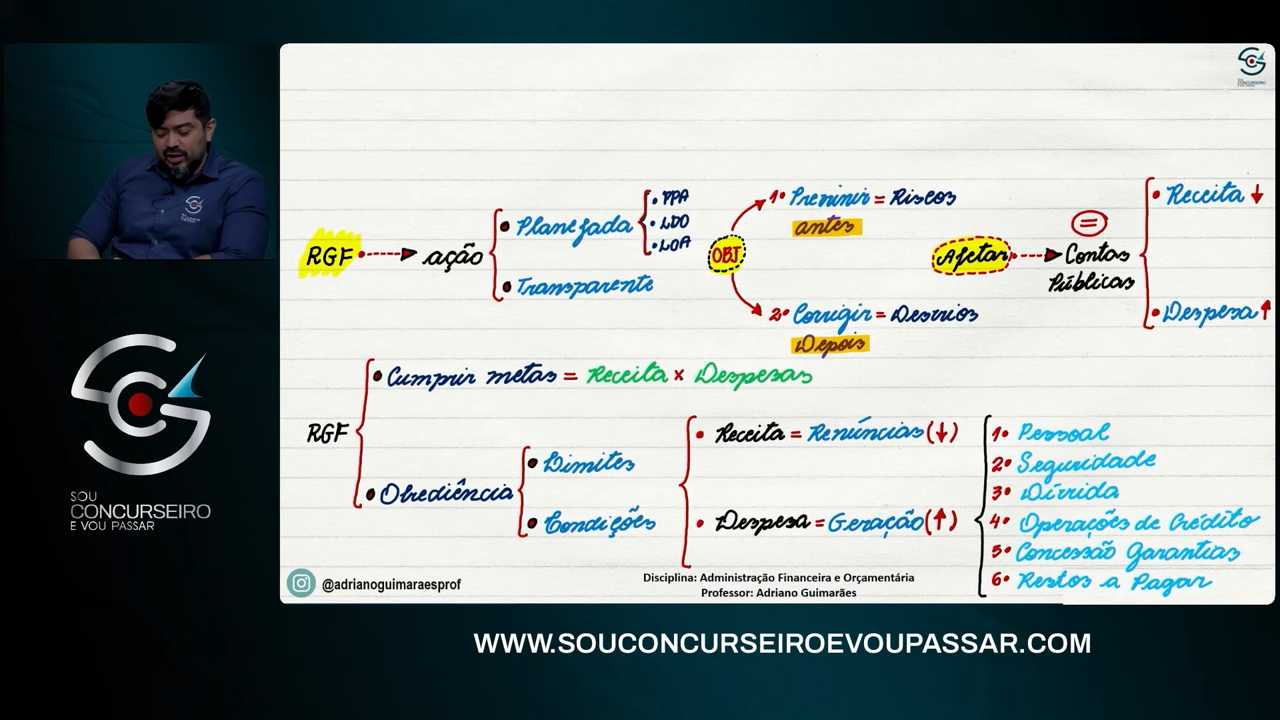 RGF ação
• Planejada
• PPA
• LDO
• LOA
• Transparente
OBJ
1º Prevenir = Riscos
antes
2º Corrigir = Desvios
Depois
Afetar
=
Contas
Públicas
• Receita ↓
• Despesa ↑
RGF
• Cumprir metas = Receita x Despesas
• Obediência
• Limites
• Condições
• Receita = Renúncias (↓)
• Despesa = Geração (↑)
1º Pessoal
2º Seguridade
3º Dívida
4º Operações de Crédito
5º Concessão Garantias
6º Restos a Pagar
@adrianoguimaraesprof
Disciplina: Administração Financeira e Orçamentária
Professor: Adriano Guimarães
SOU
CONCURSEIRO
E VOU PASSAR
WWW.SOUCONCURSEIROEVOUPASSAR.COM